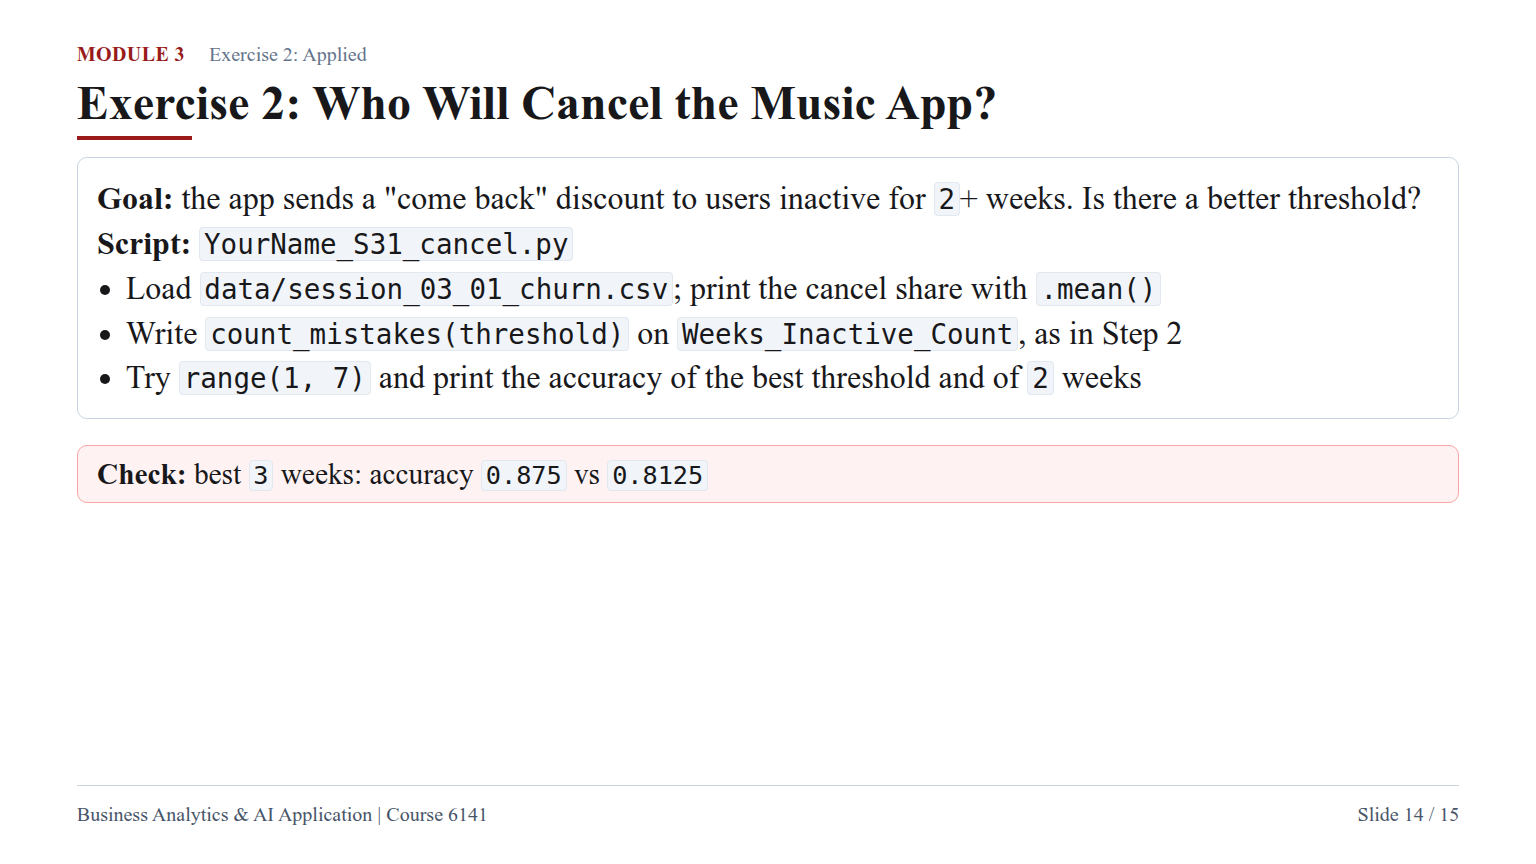 MODULE 3 Exercise 2: Applied
Exercise 2: Who Will Cancel the Music App?
Goal: the app sends a "come back" discount to users inactive for 2+ weeks. Is there a better threshold?
Script: YourName_S31_cancel.py
• Load data/session_03_01_churn.csv; print the cancel share with .mean()
• Write count_mistakes(threshold) on Weeks_Inactive_Count, as in Step 2
• Try range(1, 7) and print the accuracy of the best threshold and of 2 weeks
Check: best 3 weeks: accuracy 0.875 vs 0.8125
Business Analytics & AI Application | Course 6141
Slide 14 / 15